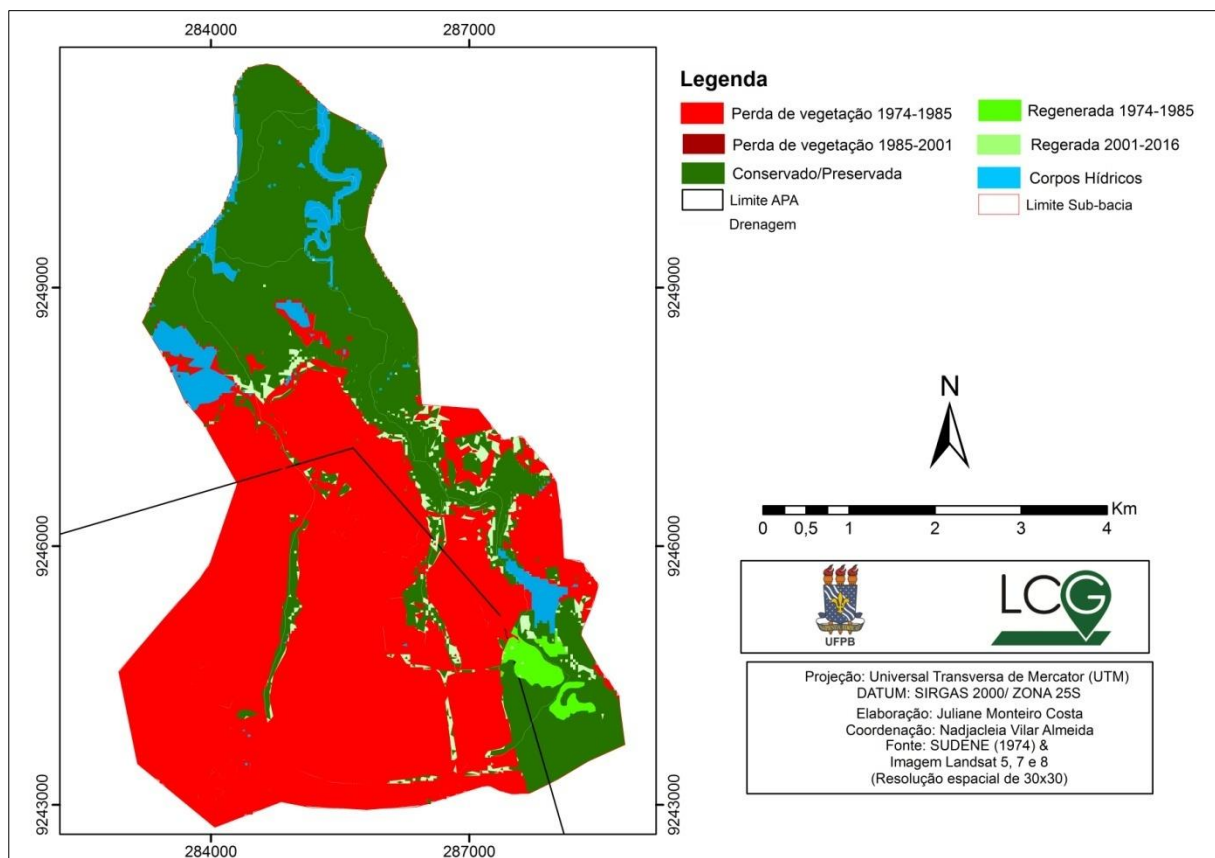 284000
287000
9249000
9246000
9243000
9249000
9246000
9243000
284000
287000
Legenda
Perda de vegetação 1974-1985
Perda de vegetação 1985-2001
Conservado/Preservada
Limite APA
Drenagem
Regenerada 1974-1985
Regerada 2001-2016
Corpos Hídricos
Limite Sub-bacia
N
0 0,5 1 2 3 4 Km
UFPB
LCG
Projeção: Universal Transversa de Mercator (UTM)
DATUM: SIRGAS 2000/ ZONA 25S
Elaboração: Juliane Monteiro Costa
Coordenação: Nadjacleia Vilar Almeida
Fonte: SUDENE (1974) &
Imagem Landsat 5, 7 e 8
(Resolução espacial de 30x30)